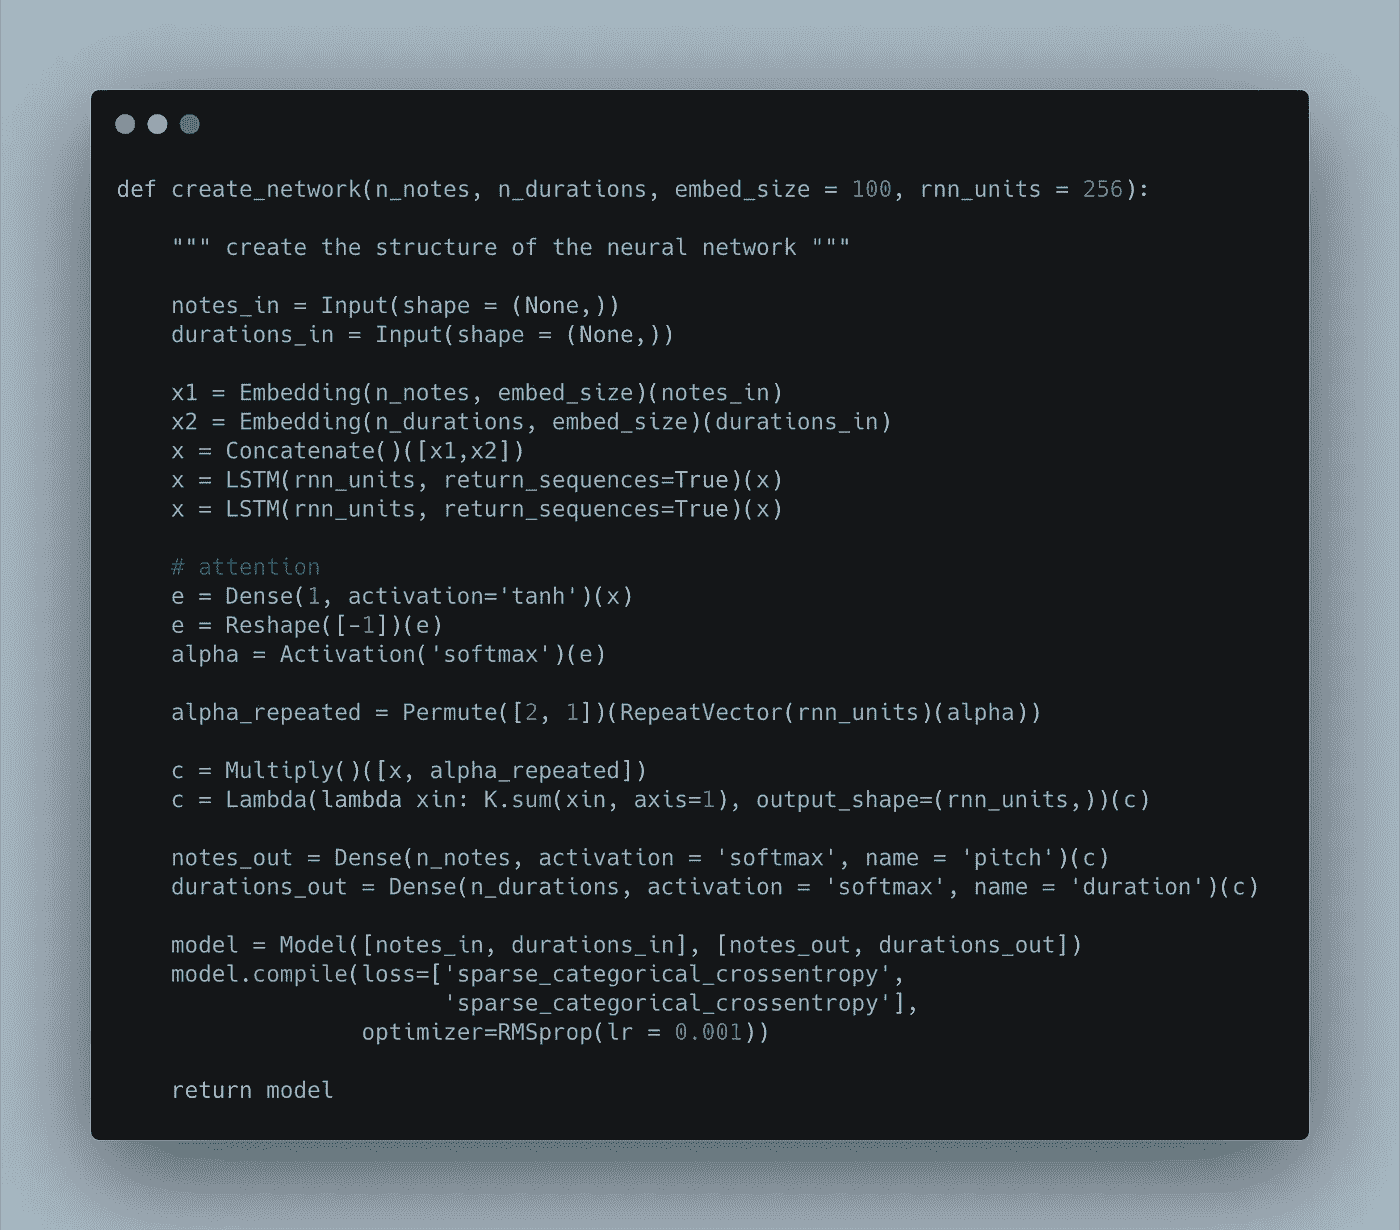 def create_network(n_notes, n_durations, embed_size = 100, rnn_units = 256):
""" create the structure of the neural network """
notes_in = Input(shape = (None,))
durations_in = Input(shape = (None,))
x1 = Embedding(n_notes, embed_size)(notes_in)
x2 = Embedding(n_durations, embed_size)(durations_in)
x = Concatenate()([x1,x2])
x = LSTM(rnn_units, return_sequences=True)(x)
x = LSTM(rnn_units, return_sequences=True)(x)
# attention
e = Dense(1, activation='tanh')(x)
e = Reshape([-1])(e)
alpha = Activation('softmax')(e)
alpha_repeated = Permute([2, 1])(RepeatVector(rnn_units)(alpha))
c = Multiply()([x, alpha_repeated])
c = Lambda(lambda xin: K.sum(xin, axis=1), output_shape=(rnn_units,))(c)
notes_out = Dense(n_notes, activation = 'softmax', name = 'pitch')(c)
durations_out = Dense(n_durations, activation = 'softmax', name = 'duration')(c)
model = Model([notes_in, durations_in], [notes_out, durations_out])
model.compile(loss=['sparse_categorical_crossentropy',
'sparse_categorical_crossentropy'],
optimizer=RMSprop(lr = 0.001))
return model